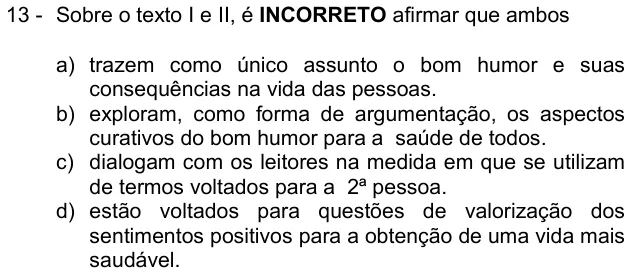 13 - Sobre o texto I e II, é INCORRETO afirmar que ambos
a) trazem como único assunto o bom humor e suas
consequências na vida das pessoas.
b) exploram, como forma de argumentação, os aspectos
curativos do bom humor para a saúde de todos.
c) dialogam com os leitores na medida em que se utilizam
de termos voltados para a 2ª pessoa.
d) estão voltados para questões de valorização dos
sentimentos positivos para a obtenção de uma vida mais
saudável.